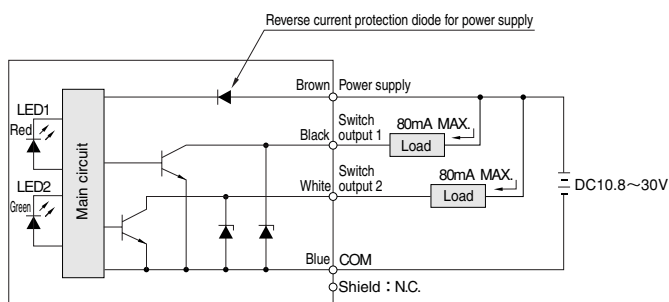 Reverse current protection diode for power supply
Brown
Power supply
LED1
Red
Main circuit
Black
Switch
output 1
80mA MAX.
Load
LED2
Green
White
Switch
output 2
80mA MAX.
Load
DC10.8～30V
Blue
COM
Shield：N.C.